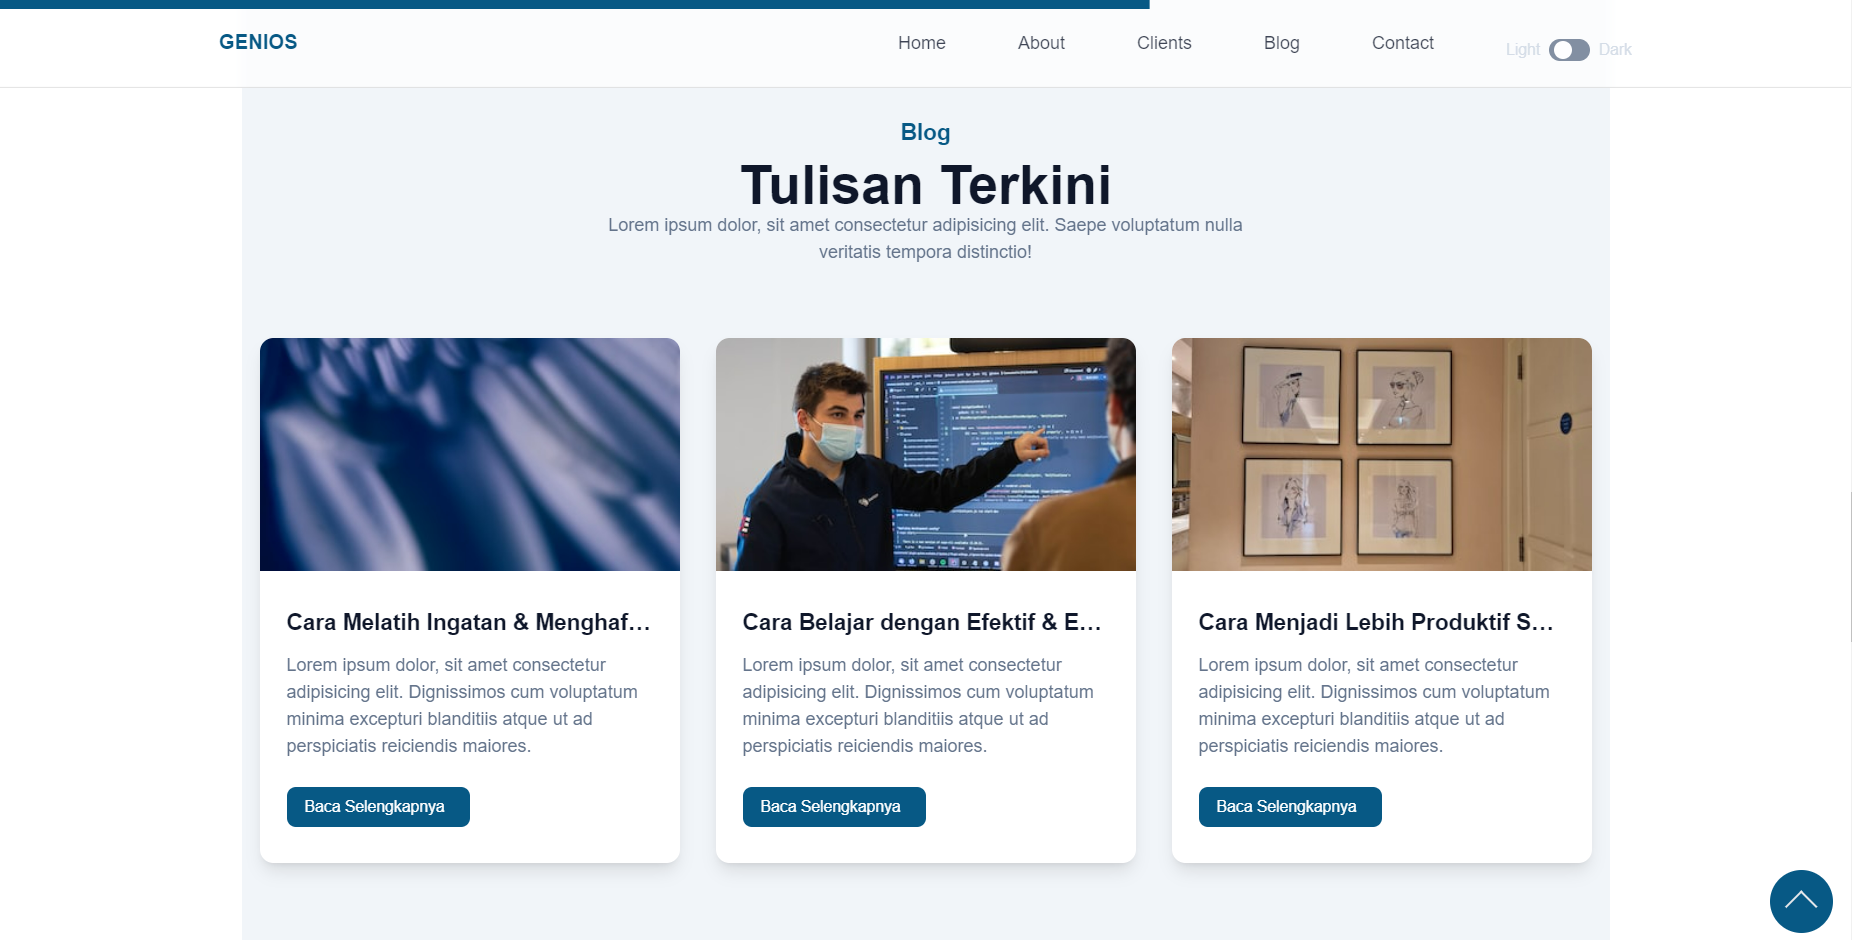 GENIOS
Home
About
Clients
Blog
Contact
Light
Dark
Blog
Tulisan Terkini
Lorem ipsum dolor, sit amet consectetur adipisicing elit. Saepe voluptatum nulla
veritatis tempora distinctio!
Cara Melatih Ingatan & Menghaf...
Lorem ipsum dolor, sit amet consectetur
adipisicing elit. Dignissimos cum voluptatum
minima excepturi blanditiis atque ut ad
perspiciatis reiciendis maiores.
Baca Selengkapnya
Cara Belajar dengan Efektif & E...
Lorem ipsum dolor, sit amet consectetur
adipisicing elit. Dignissimos cum voluptatum
minima excepturi blanditiis atque ut ad
perspiciatis reiciendis maiores.
Baca Selengkapnya
Cara Menjadi Lebih Produktif S...
Lorem ipsum dolor, sit amet consectetur
adipisicing elit. Dignissimos cum voluptatum
minima excepturi blanditiis atque ut ad
perspiciatis reiciendis maiores.
Baca Selengkapnya